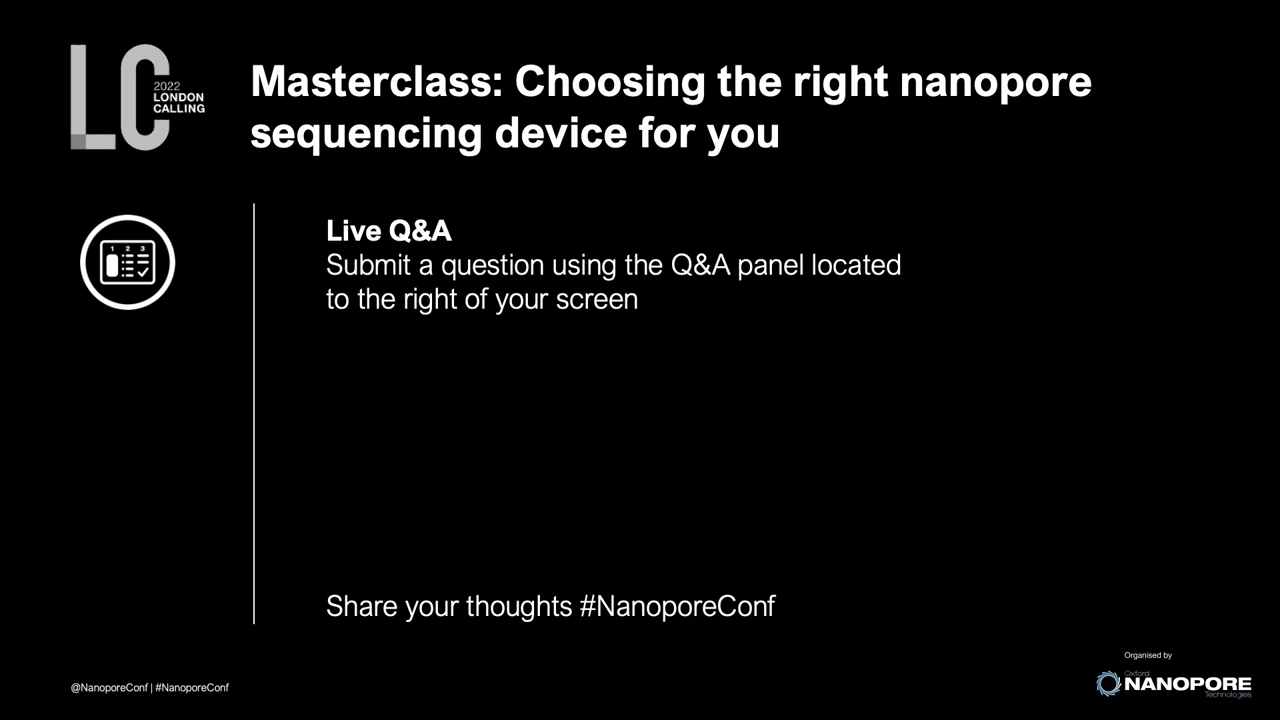 LC
2022
LONDON
CALLING
Masterclass: Choosing the right nanopore
sequencing device for you
1 2 3
Live Q&A
Submit a question using the Q&A panel located
to the right of your screen
Share your thoughts #NanoporeConf
@NanoporeConf | #NanoporeConf
Organised by
Oxford
NANOPORE
Technologies